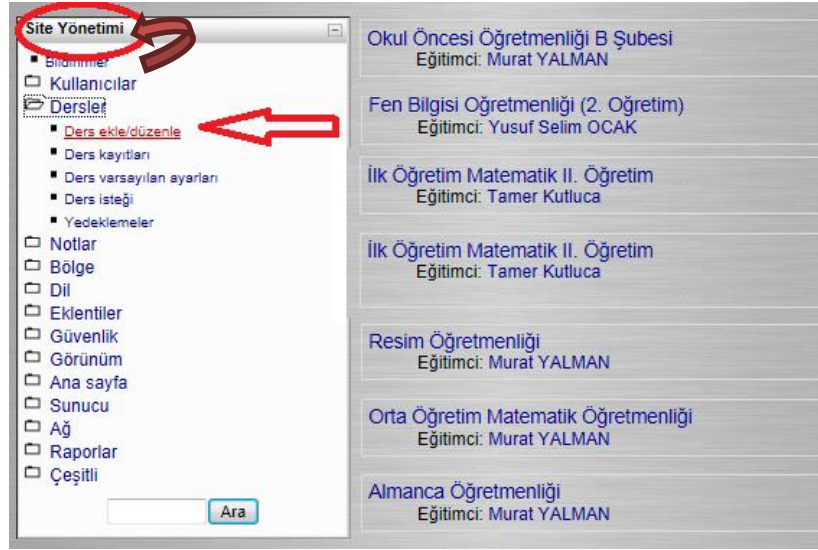 Site Yönetimi
Bildirimler
Kullanıcılar
Dersler
Ders ekle/düzenle
Ders kayıtları
Ders varsayılan ayarları
Ders isteği
Yedeklemeler
Notlar
Bölge
Dil
Eklentiler
Güvenlik
Görünüm
Ana sayfa
Sunucu
Ağ
Raporlar
Çeşitli
Ara
Okul Öncesi Öğretmenliği B Şubesi
Eğitimci: Murat YALMAN
Fen Bilgisi Öğretmenliği (2. Öğretim)
Eğitimci: Yusuf Selim OCAK
İlk Öğretim Matematik II. Öğretim
Eğitimci: Tamer Kutluca
İlk Öğretim Matematik II. Öğretim
Eğitimci: Tamer Kutluca
Resim Öğretmenliği
Eğitimci: Murat YALMAN
Orta Öğretim Matematik Öğretmenliği
Eğitimci: Murat YALMAN
Almanca Öğretmenliği
Eğitimci: Murat YALMAN